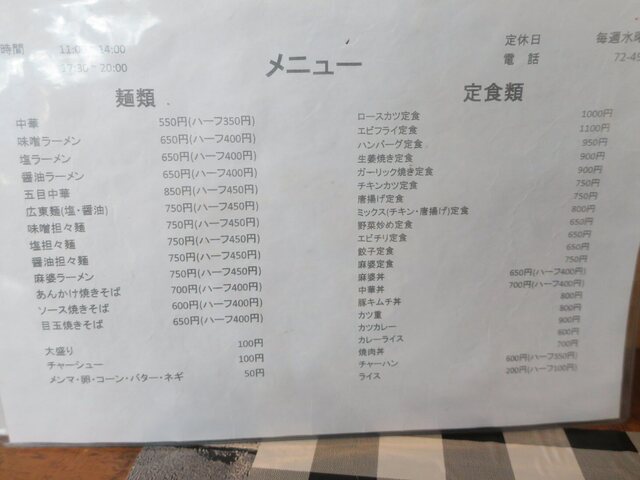 時間 11:00~14:00
17:30~20:00
メニュー
定休日 毎週水曜
電話 72-49
麺類
中華 550円(ハーフ350円)
味噌ラーメン 650円(ハーフ400円)
塩ラーメン 650円(ハーフ400円)
醤油ラーメン 650円(ハーフ400円)
五目中華 850円(ハーフ450円)
広東麺(塩・醤油) 750円(ハーフ450円)
味噌担々麺 750円(ハーフ450円)
塩担々麺 750円(ハーフ450円)
醤油担々麺 750円(ハーフ450円)
麻婆ラーメン 750円(ハーフ450円)
あんかけ焼きそば 700円(ハーフ400円)
ソース焼きそば 600円(ハーフ400円)
目玉焼きそば 650円(ハーフ400円)
大盛り 100円
チャーシュー 100円
メンマ・卵・コーン・バター・ネギ 50円
定食類
ロースカツ定食 1000円
エビフライ定食 1100円
ハンバーグ定食 950円
生姜焼き定食 900円
ガーリック焼き定食 900円
チキンカツ定食 750円
唐揚げ定食 750円
ミックス(チキン・唐揚げ)定食 800円
野菜炒め定食 650円
エビチリ定食 650円
餃子定食 650円
麻婆定食 750円
麻婆丼 650円(ハーフ400円)
中華丼 700円(ハーフ400円)
豚キムチ丼 800円
カツ重 800円
カツカレー 900円
カレーライス 600円
焼肉丼 700円
チャーハン 600円(ハーフ350円)
ライス 200円(ハーフ100円)